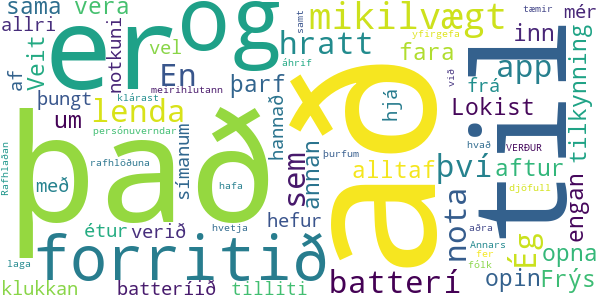 sama
vera
allri
Veit
af
þungt
notkuni
er
og
vel
En
meirihlutann
klárast
persónuverndar
Rafhlaðan
lenda
um
það
símanum
rafhlöðuna
með
hafa
étur
verið
hvetja
laga
forritið
klukkan
batteríið
tilliti
mikilvægt
samt
yfirgefa
áhrif
hratt
þarf
hannað
sem
annan
hjá
að
þurfum
alltaf
hefur
batterí
tæmir
mér
inn
fara
frá
app
við
Lokist
tilkynning
til
hvað
VERÐUR
því
aftur
djöfull
nota
Ég
engan
aðra
Annars
fer
fólk
opna
opin
Frýs